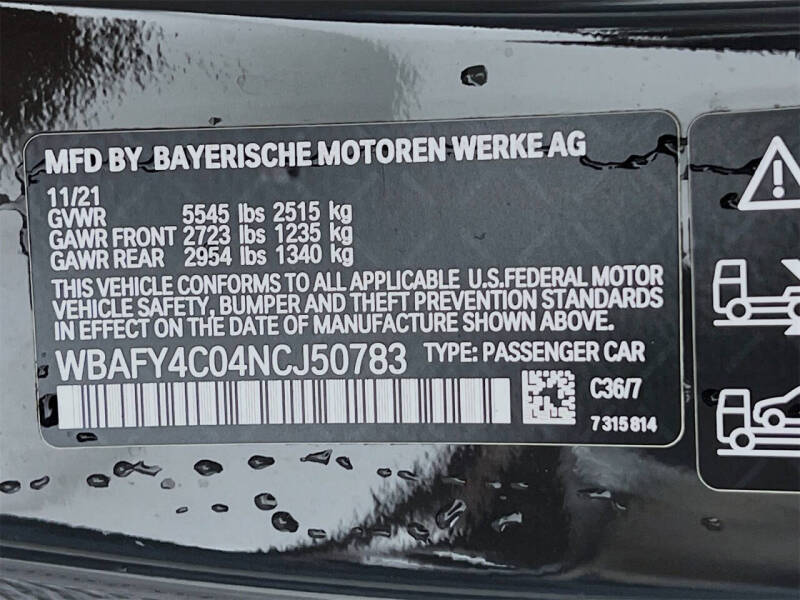 MFD BY BAYERISCHE MOTOREN WERKE AG
11/21
GVWR 5545 lbs 2515 kg
GAWR FRONT 2723 lbs 1235 kg
GAWR REAR 2954 lbs 1340 kg
THIS VEHICLE CONFORMS TO ALL APPLICABLE U.S.FEDERAL MOTOR
VEHICLE SAFETY, BUMPER AND THEFT PREVENTION STANDARDS
IN EFFECT ON THE DATE OF MANUFACTURE SHOWN ABOVE.
WBAFY4C04NCJ50783 TYPE: PASSENGER CAR
C36/7
7 315 814